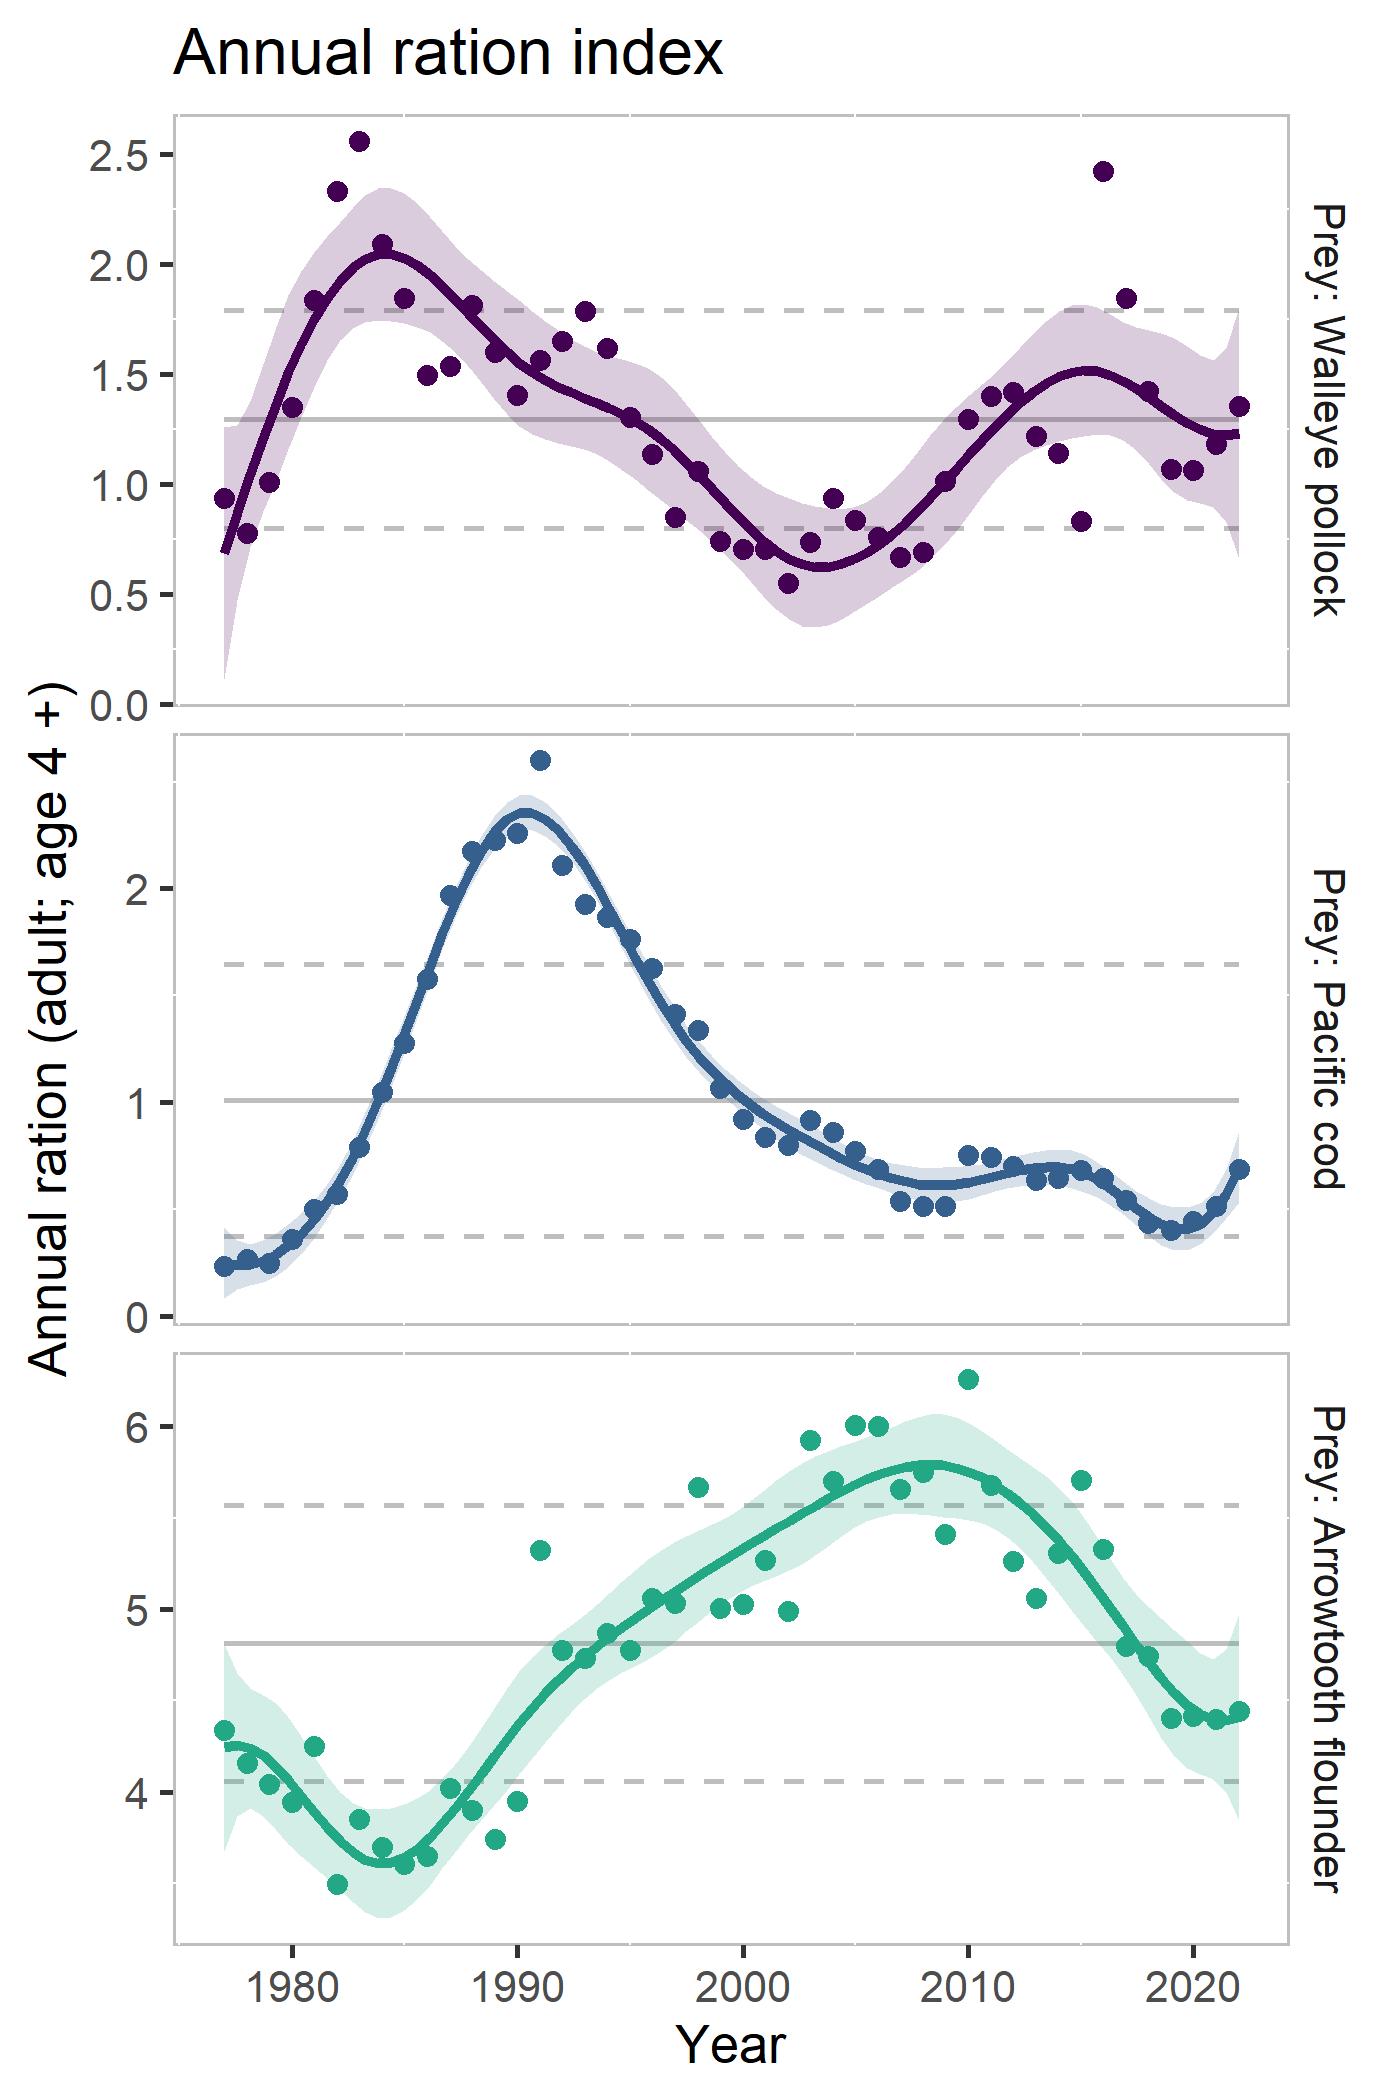 Annual ration index
Annual ration (adult; age 4 +)
2.5
2.0
1.5
1.0
0.5
0.0
Prey: Walleye pollock
2
1
0
Prey: Pacific cod
6
5
4
Prey: Arrowtooth flounder
1980 1990 2000 2010 2020
Year